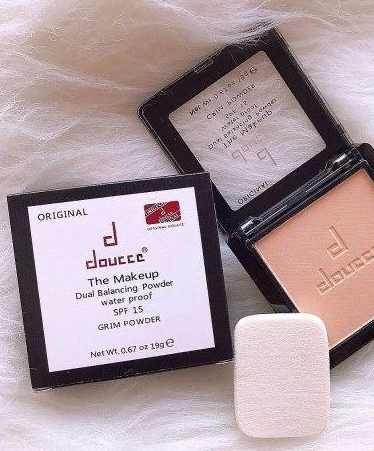 ORIGINAL
ORIGINAL DOUCCE
d
doucce®
The Makeup
Dual Balancing Powder
water proof
SPF 15
GRIM POWDER
Net Wt. 0.67 oz 19g e
d
doucce